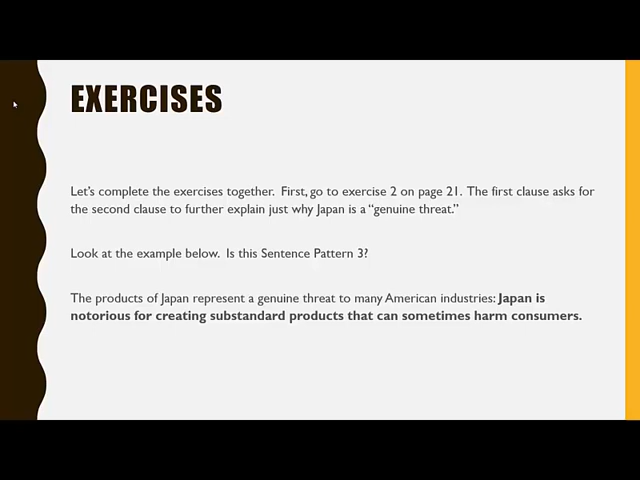 EXERCISES
Let's complete the exercises together. First, go to exercise 2 on page 21. The first clause asks for
the second clause to further explain just why Japan is a “genuine threat.”
Look at the example below. Is this Sentence Pattern 3?
The products of Japan represent a genuine threat to many American industries: Japan is
notorious for creating substandard products that can sometimes harm consumers.